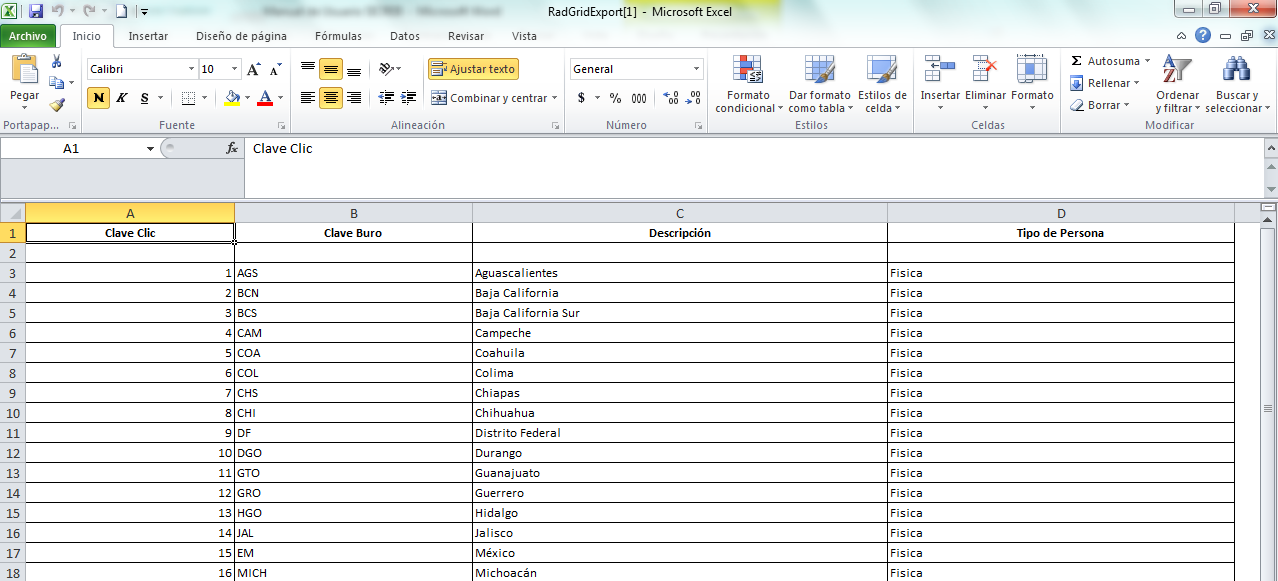 RadGridExport[1] - Microsoft Excel
Archivo Inicio Insertar Diseño de página Fórmulas Datos Revisar Vista
Pegar
Portapap...
Calibri 10 A A
N K S A
Fuente
Ajustar texto
Combinar y centrar
Alineación
General
$ % 000
Número
Formato condicional
Dar formato como tabla
Estilos de celda
Estilos
Insertar Eliminar Formato
Celdas
Σ Autosuma
Rellenar
Borrar
Ordenar y filtrar
Buscar y seleccionar
Modificar
A1 fx Clave Clic
A B C D
1 Clave Clic Clave Buro Descripción Tipo de Persona
2
3 1 AGS Aguascalientes Fisica
4 2 BCN Baja California Fisica
5 3 BCS Baja California Sur Fisica
6 4 CAM Campeche Fisica
7 5 COA Coahuila Fisica
8 6 COL Colima Fisica
9 7 CHS Chiapas Fisica
10 8 CHI Chihuahua Fisica
11 9 DF Distrito Federal Fisica
12 10 DGO Durango Fisica
13 11 GTO Guanajuato Fisica
14 12 GRO Guerrero Fisica
15 13 HGO Hidalgo Fisica
16 14 JAL Jalisco Fisica
17 15 EM México Fisica
18 16 MICH Michoacán Fisica